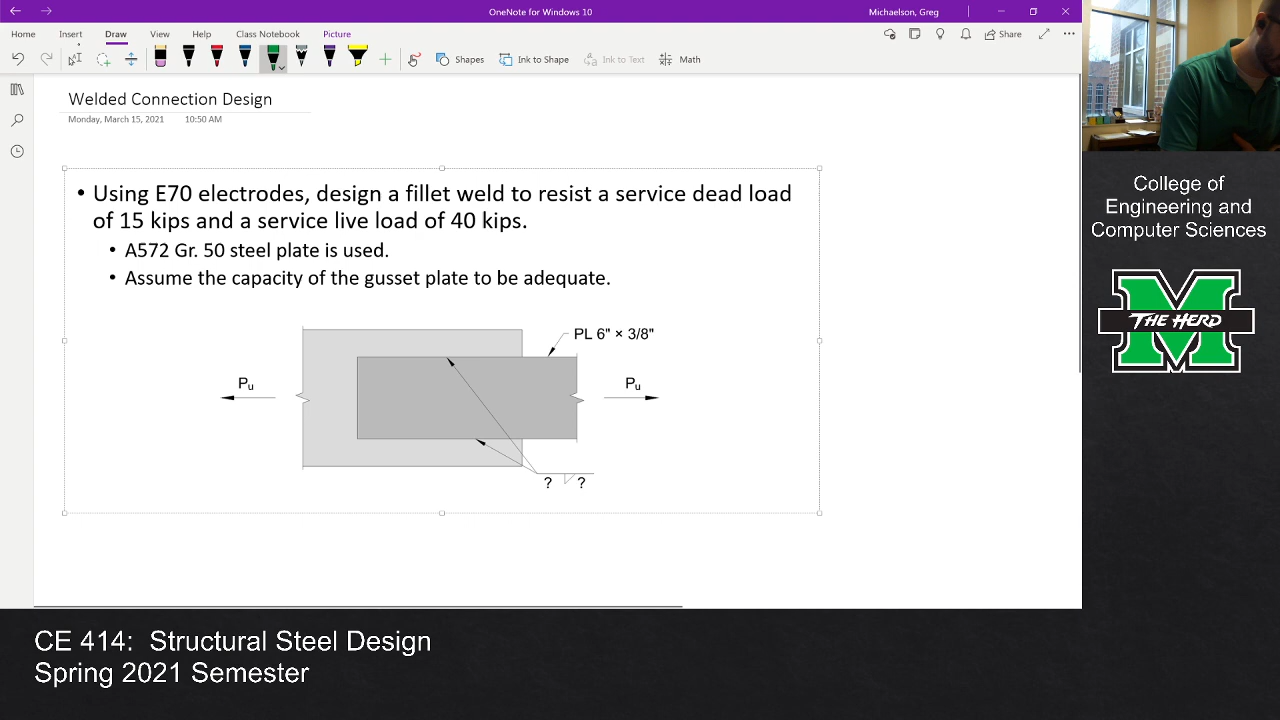 OneNote for Windows 10
Michaelson, Greg
Home Insert Draw View Help Class Notebook Picture
Share
Shapes Ink to Shape Ink to Text Math
Welded Connection Design
Monday, March 15, 2021 10:50 AM
• Using E70 electrodes, design a fillet weld to resist a service dead load
of 15 kips and a service live load of 40 kips.
• A572 Gr. 50 steel plate is used.
• Assume the capacity of the gusset plate to be adequate.
PL 6" × 3/8"
Pu Pu
? ?
College of
Engineering and
Computer Sciences
THE HERD
CE 414: Structural Steel Design
Spring 2021 Semester